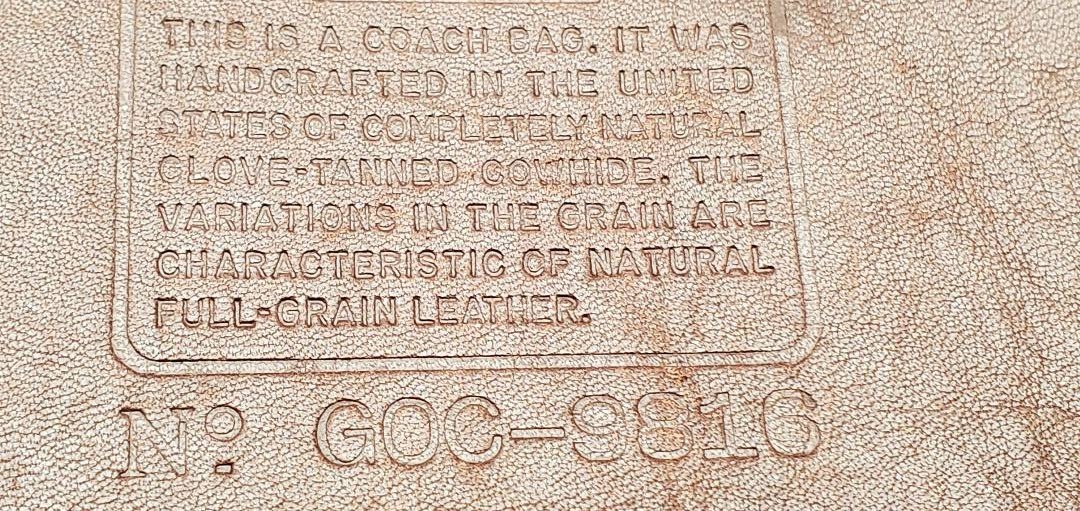 THIS IS A COACH BAG. IT WAS
HANDCRAFTED IN THE UNITED
STATES OF COMPLETELY NATURAL
GLOVE-TANNED COWHIDE. THE
VARIATIONS IN THE GRAIN ARE
CHARACTERISTIC OF NATURAL
FULL-GRAIN LEATHER.
Nº GOC-9816